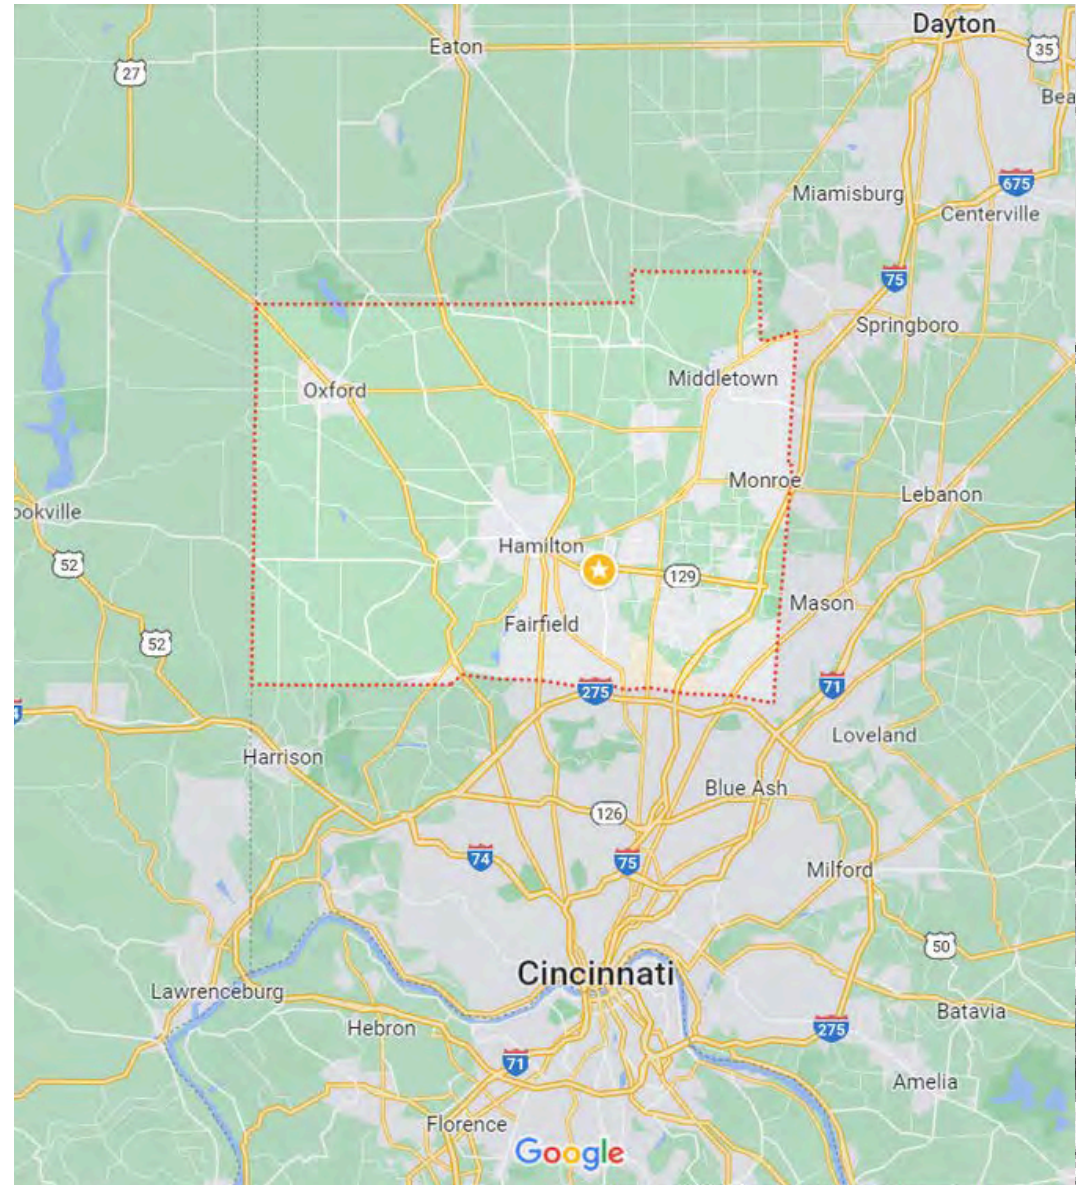 Dayton
Eaton
35
27
Bea
Miamisburg
675
Centerville
75
Springboro
Middletown
Oxford
Monroe
Lebanon
ookville
Hamilton
52
129
Mason
Fairfield
52
71
275
4
Loveland
Harrison
Blue Ash
126
74
75
Milford
50
Cincinnati
Lawrenceburg
Batavia
Hebron
275
71
Amelia
Florence
Google